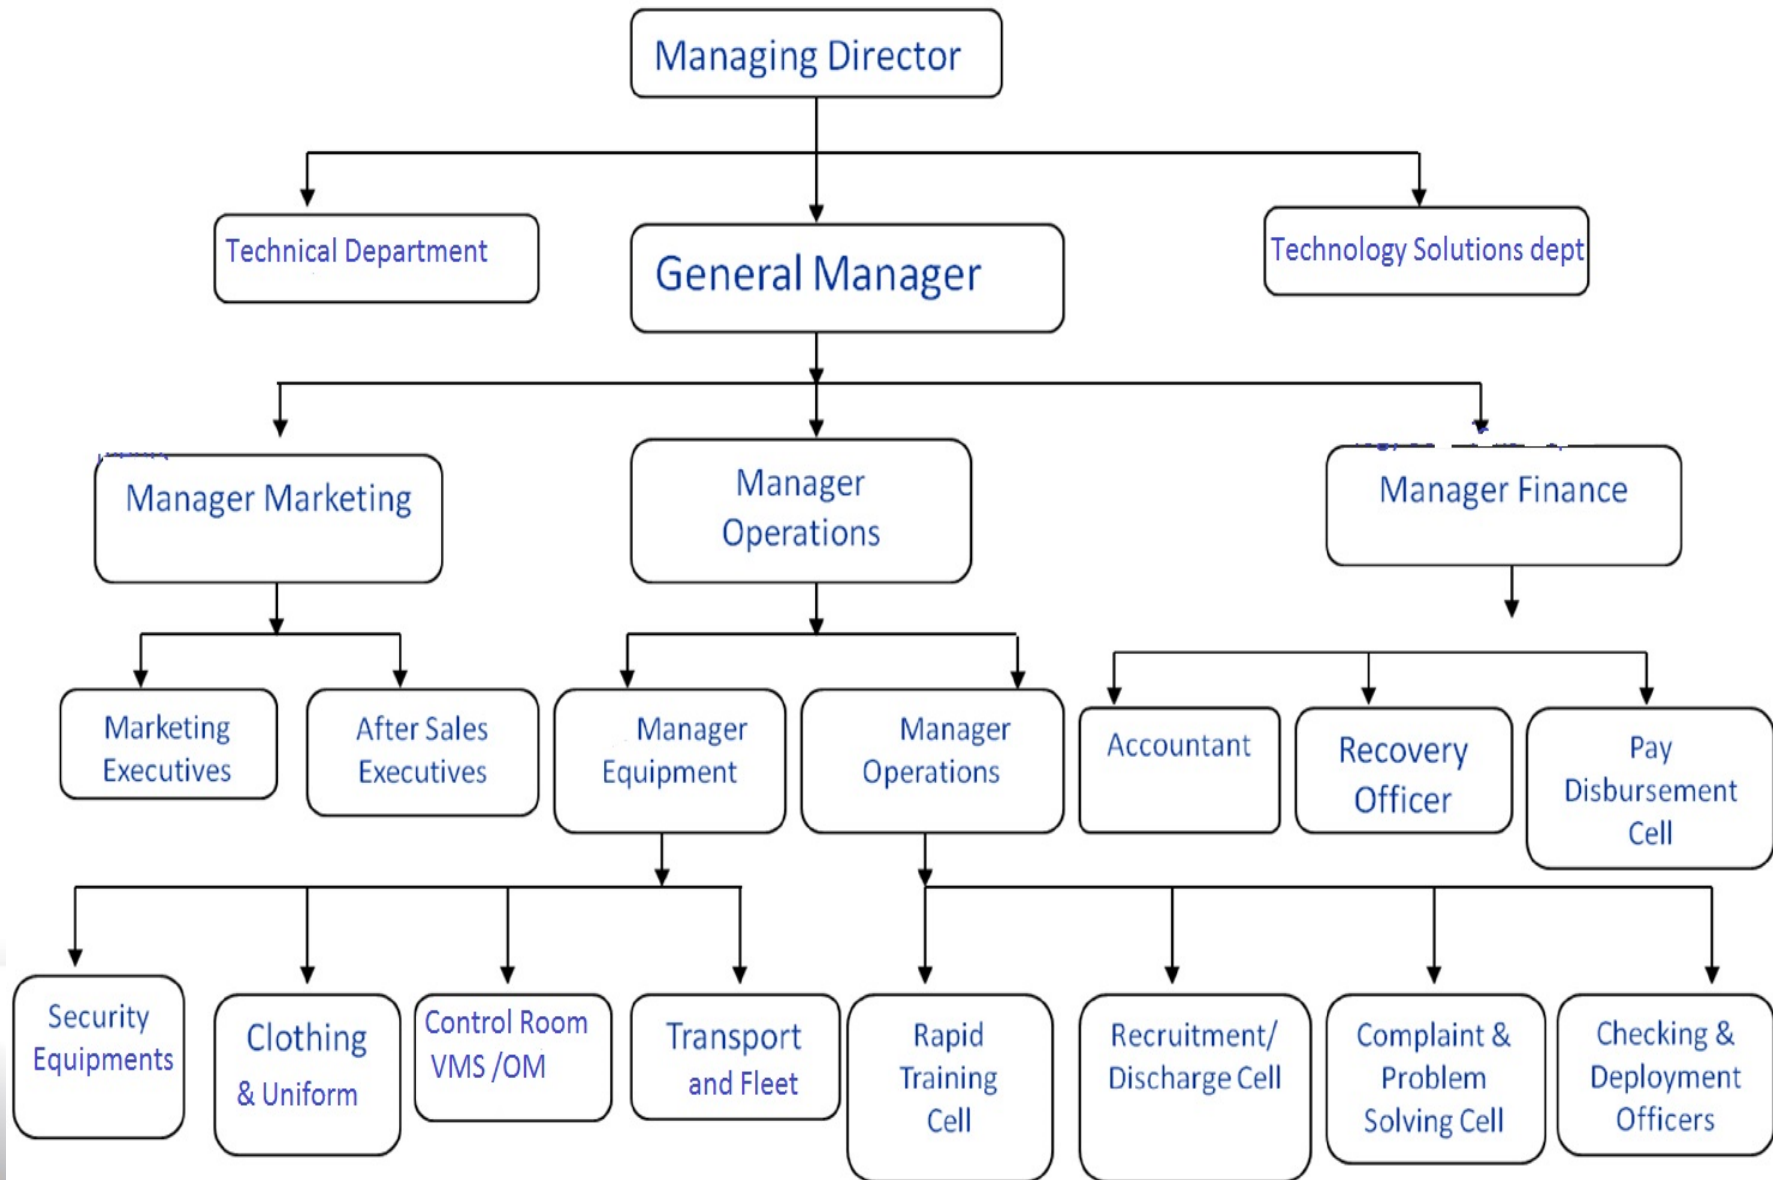 Managing Director
Technical Department
General Manager
Technology Solutions dept
Manager Marketing
Manager
Operations
Manager Finance
Marketing
Executives
After Sales
Executives
Manager
Equipment
Manager
Operations
Accountant
Recovery
Officer
Pay
Disbursement
Cell
Security
Equipments
Clothing
& Uniform
Control Room
VMS /OM
Transport
and Fleet
Rapid
Training
Cell
Recruitment/
Discharge Cell
Complaint &
Problem
Solving Cell
Checking &
Deployment
Officers